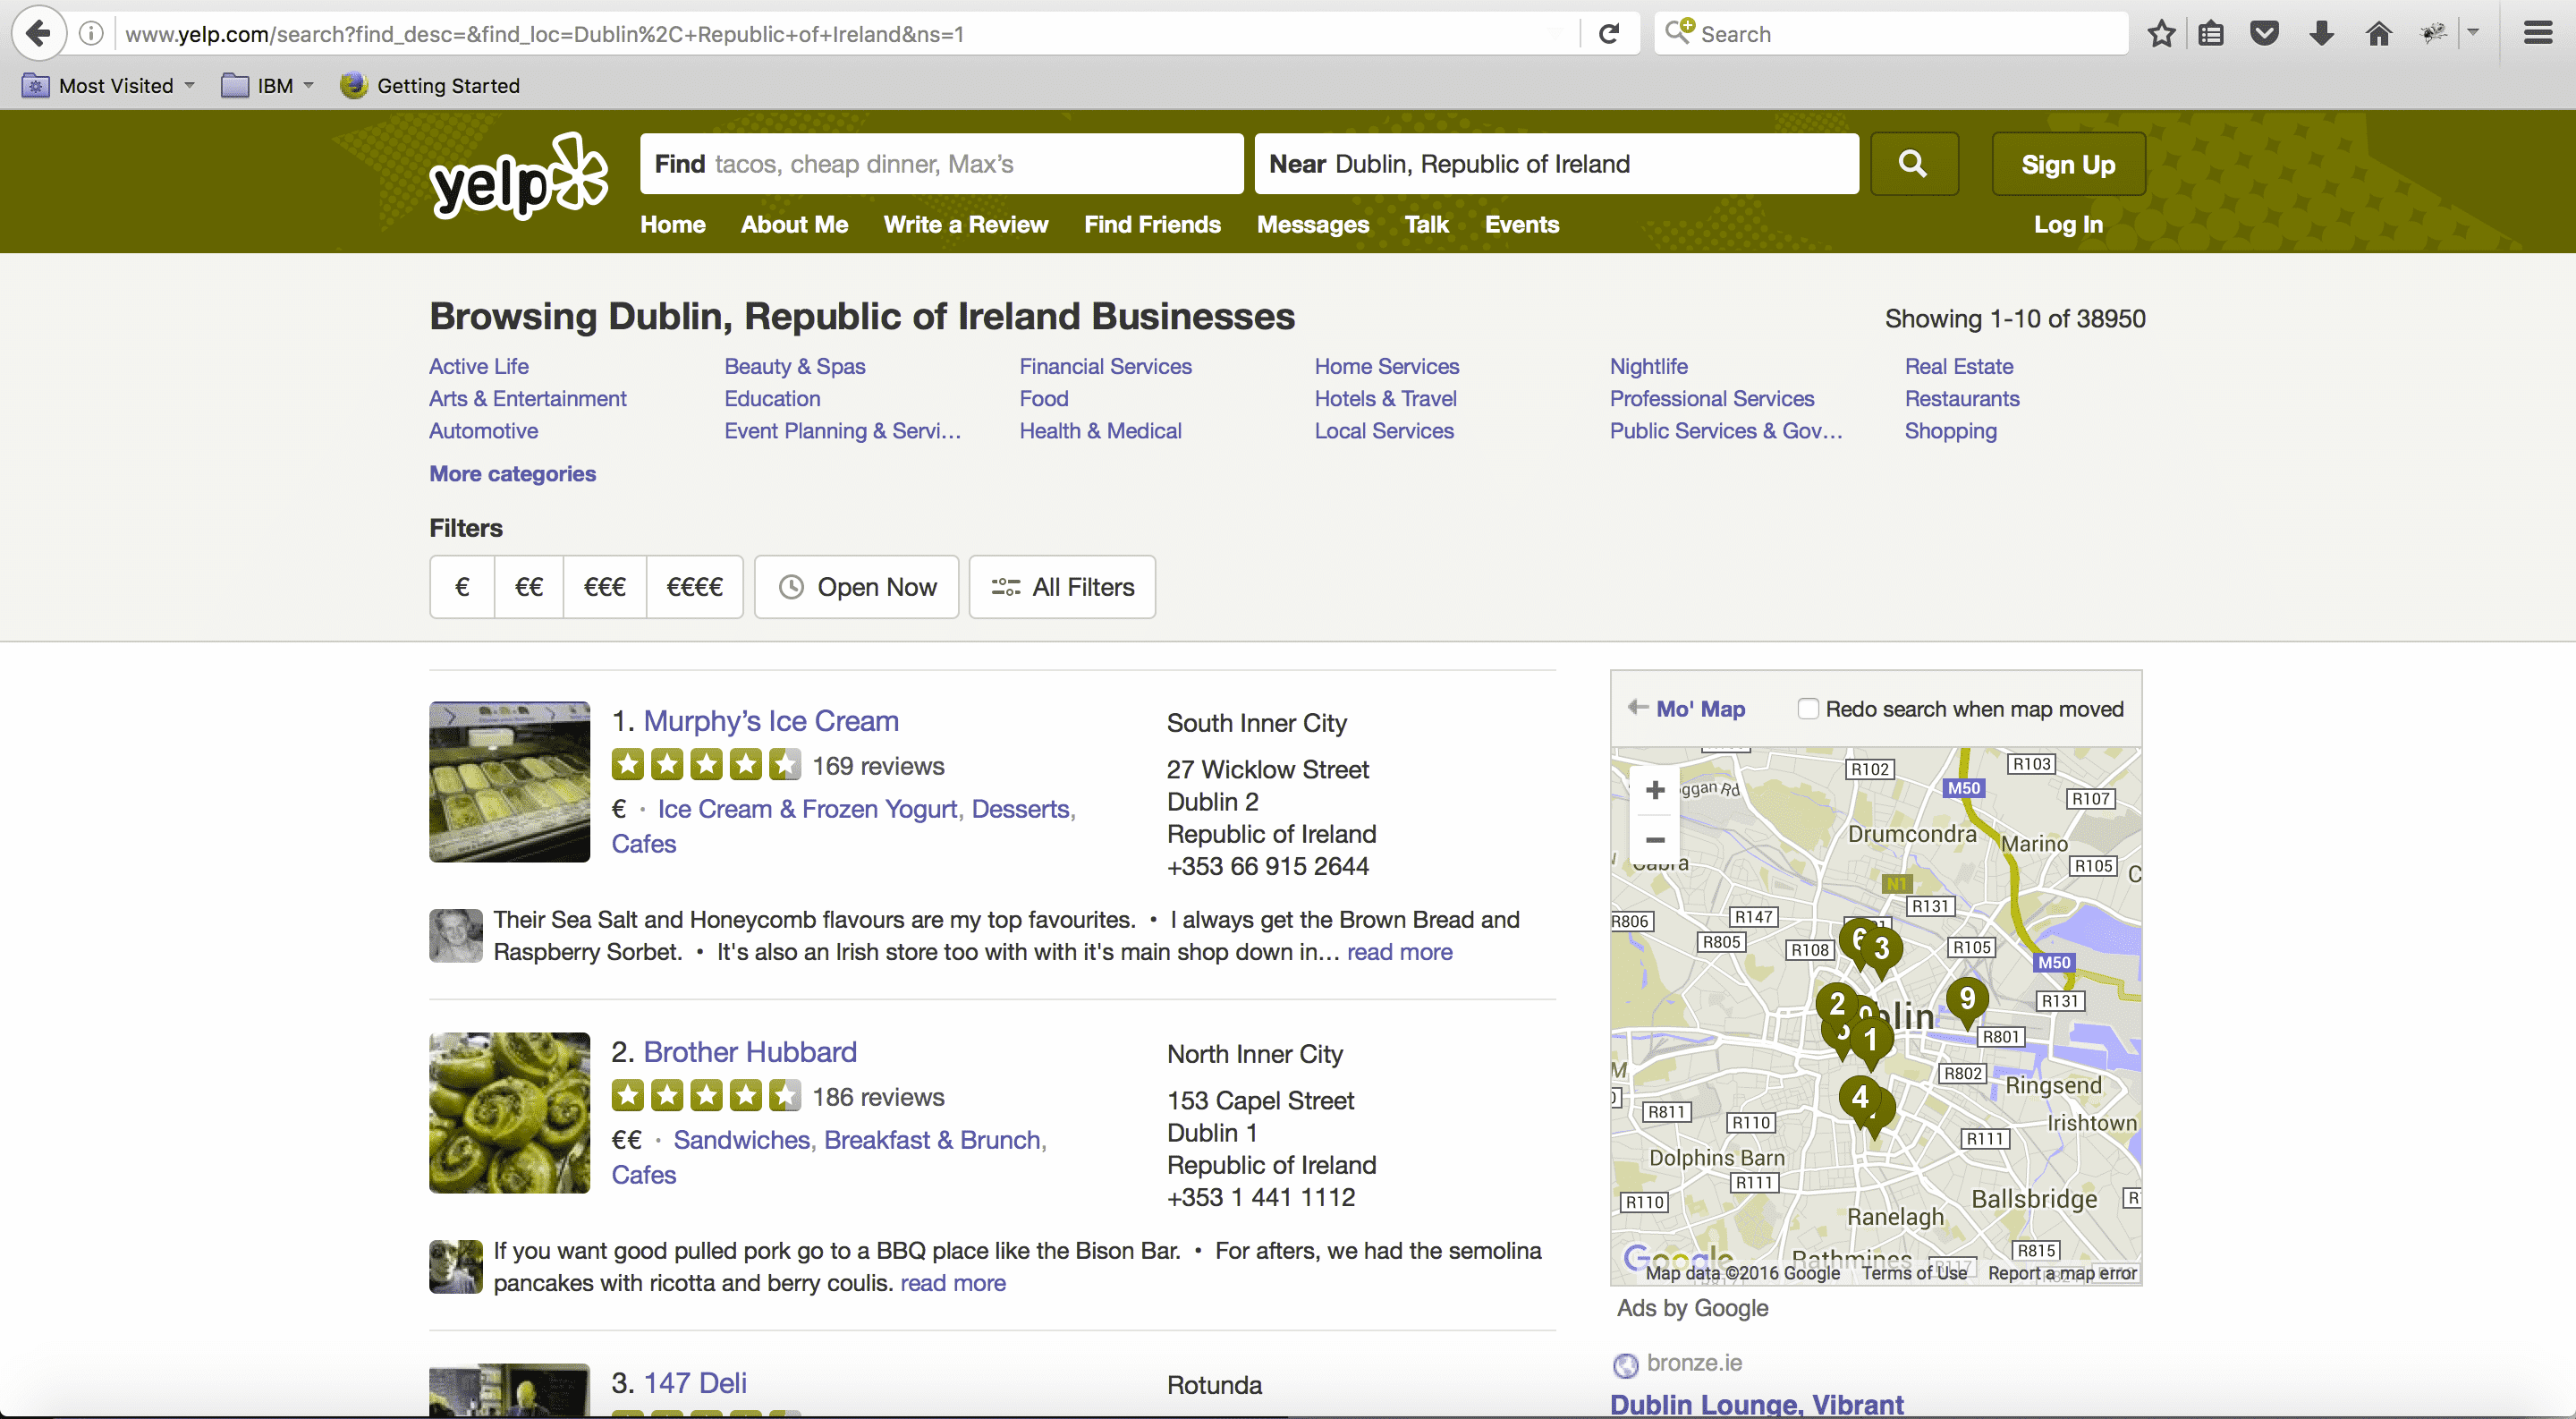 www.yelp.com/search?find_desc=&find_loc=Dublin%2C+Republic+of+Ireland&ns=1
Search
Most Visited
IBM
Getting Started
yelp
Find tacos, cheap dinner, Max's
Near Dublin, Republic of Ireland
Sign Up
Home About Me Write a Review Find Friends Messages Talk Events
Log In
Browsing Dublin, Republic of Ireland Businesses
Showing 1-10 of 38950
Active Life Beauty & Spas Financial Services Home Services Nightlife Real Estate
Arts & Entertainment Education Food Hotels & Travel Professional Services Restaurants
Automotive Event Planning & Servi... Health & Medical Local Services Public Services & Gov... Shopping
More categories
Filters
€ €€ €€€ €€€€ Open Now All Filters
1. Murphy's Ice Cream
169 reviews
€ · Ice Cream & Frozen Yogurt, Desserts,
Cafes
South Inner City
27 Wicklow Street
Dublin 2
Republic of Ireland
+353 66 915 2644
Their Sea Salt and Honeycomb flavours are my top favourites. • I always get the Brown Bread and
Raspberry Sorbet. • It's also an Irish store too with with it's main shop down in... read more
2. Brother Hubbard
186 reviews
€€ · Sandwiches, Breakfast & Brunch,
Cafes
North Inner City
153 Capel Street
Dublin 1
Republic of Ireland
+353 1 441 1112
If you want good pulled pork go to a BBQ place like the Bison Bar. • For afters, we had the semolina
pancakes with ricotta and berry coulis. read more
3. 147 Deli
Rotunda
Mo' Map
Redo search when map moved
R102
R103
M50
R107
Drumcondra
Marino
R105
N1
R131
R147
R806
R805
R108
R105
6
3
M50
R131
2
9
1
R801
R802
Ringsend
4
R811
R110
Irishtown
R111
Dolphins Barn
R111
R110
Ballsbridge
Ranelagh
Rathmines
R815
R117
Google
Map data ©2016 Google Terms of Use Report a map error
Ads by Google
bronze.ie
Dublin Lounge, Vibrant